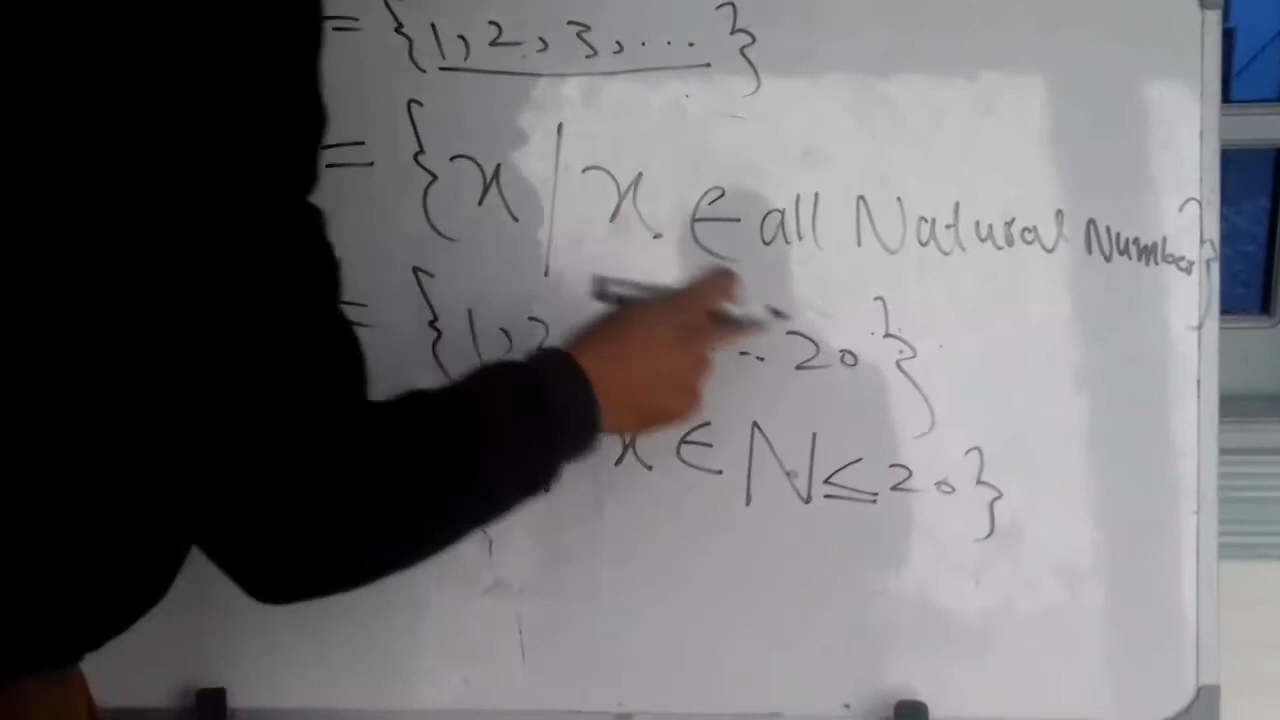 = {1, 2, 3, ... }
= {x / x ∈ all Natural Number}
= {1, 2 -- 20}
x ∈ N ≤ 20}